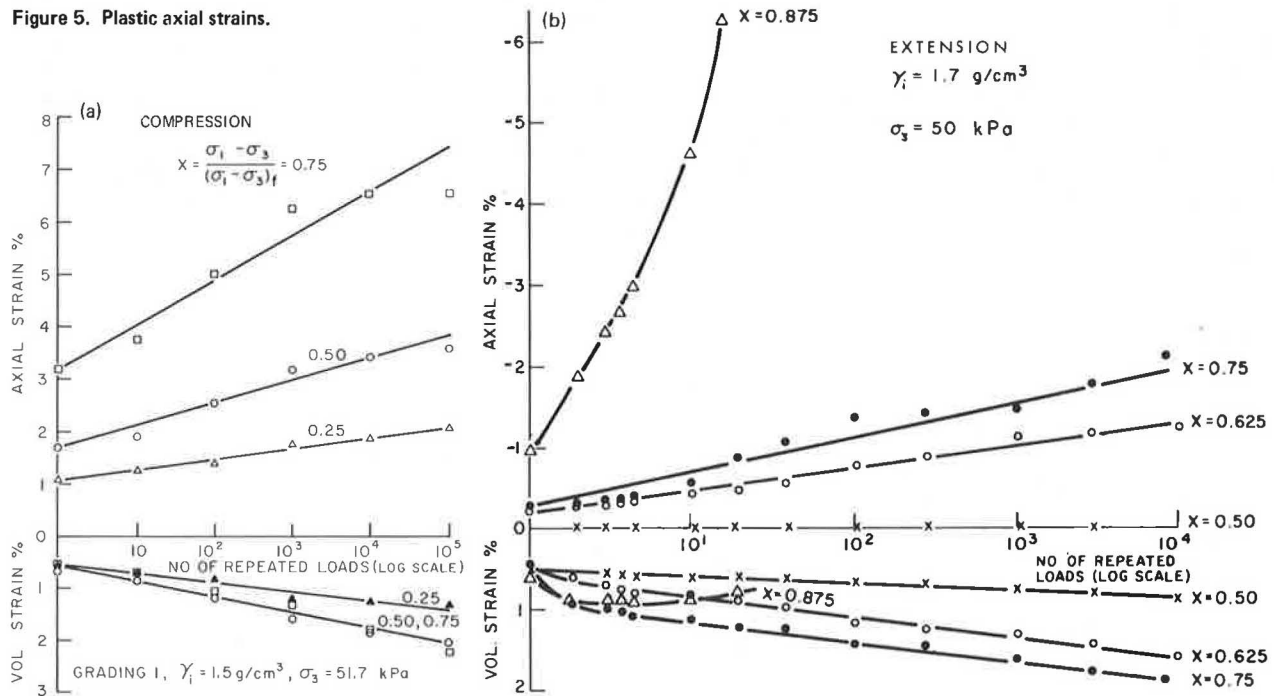 Figure 5. Plastic axial strains.
(a)
COMPRESSION
X = σ₁ - σ₃ / (σ₁ - σ₃)f = 0.75
AXIAL STRAIN %
8
7
6
5
4
3
2
1
0
0.50
0.25
10
10²
10³
10⁴
10⁵
NO OF REPEATED LOADS (LOG SCALE)
VOL STRAIN %
1
2
3
0.25
0.50, 0.75
GRADING I, γᵢ = 1.5 g/cm³, σ₃ = 51.7 kPa
(b)
X = 0.875
EXTENSION
γᵢ = 1.7 g/cm³
σ₃ = 50 kPa
AXIAL STRAIN %
-6
-5
-4
-3
-2
-1
0
X = 0.75
X = 0.625
X = 0.50
10¹
10²
10³
10⁴
NO. OF REPEATED
LOADS (LOG SCALE)
VOL. STRAIN %
1
2
X = 0.875
X = 0.50
X = 0.625
X = 0.75